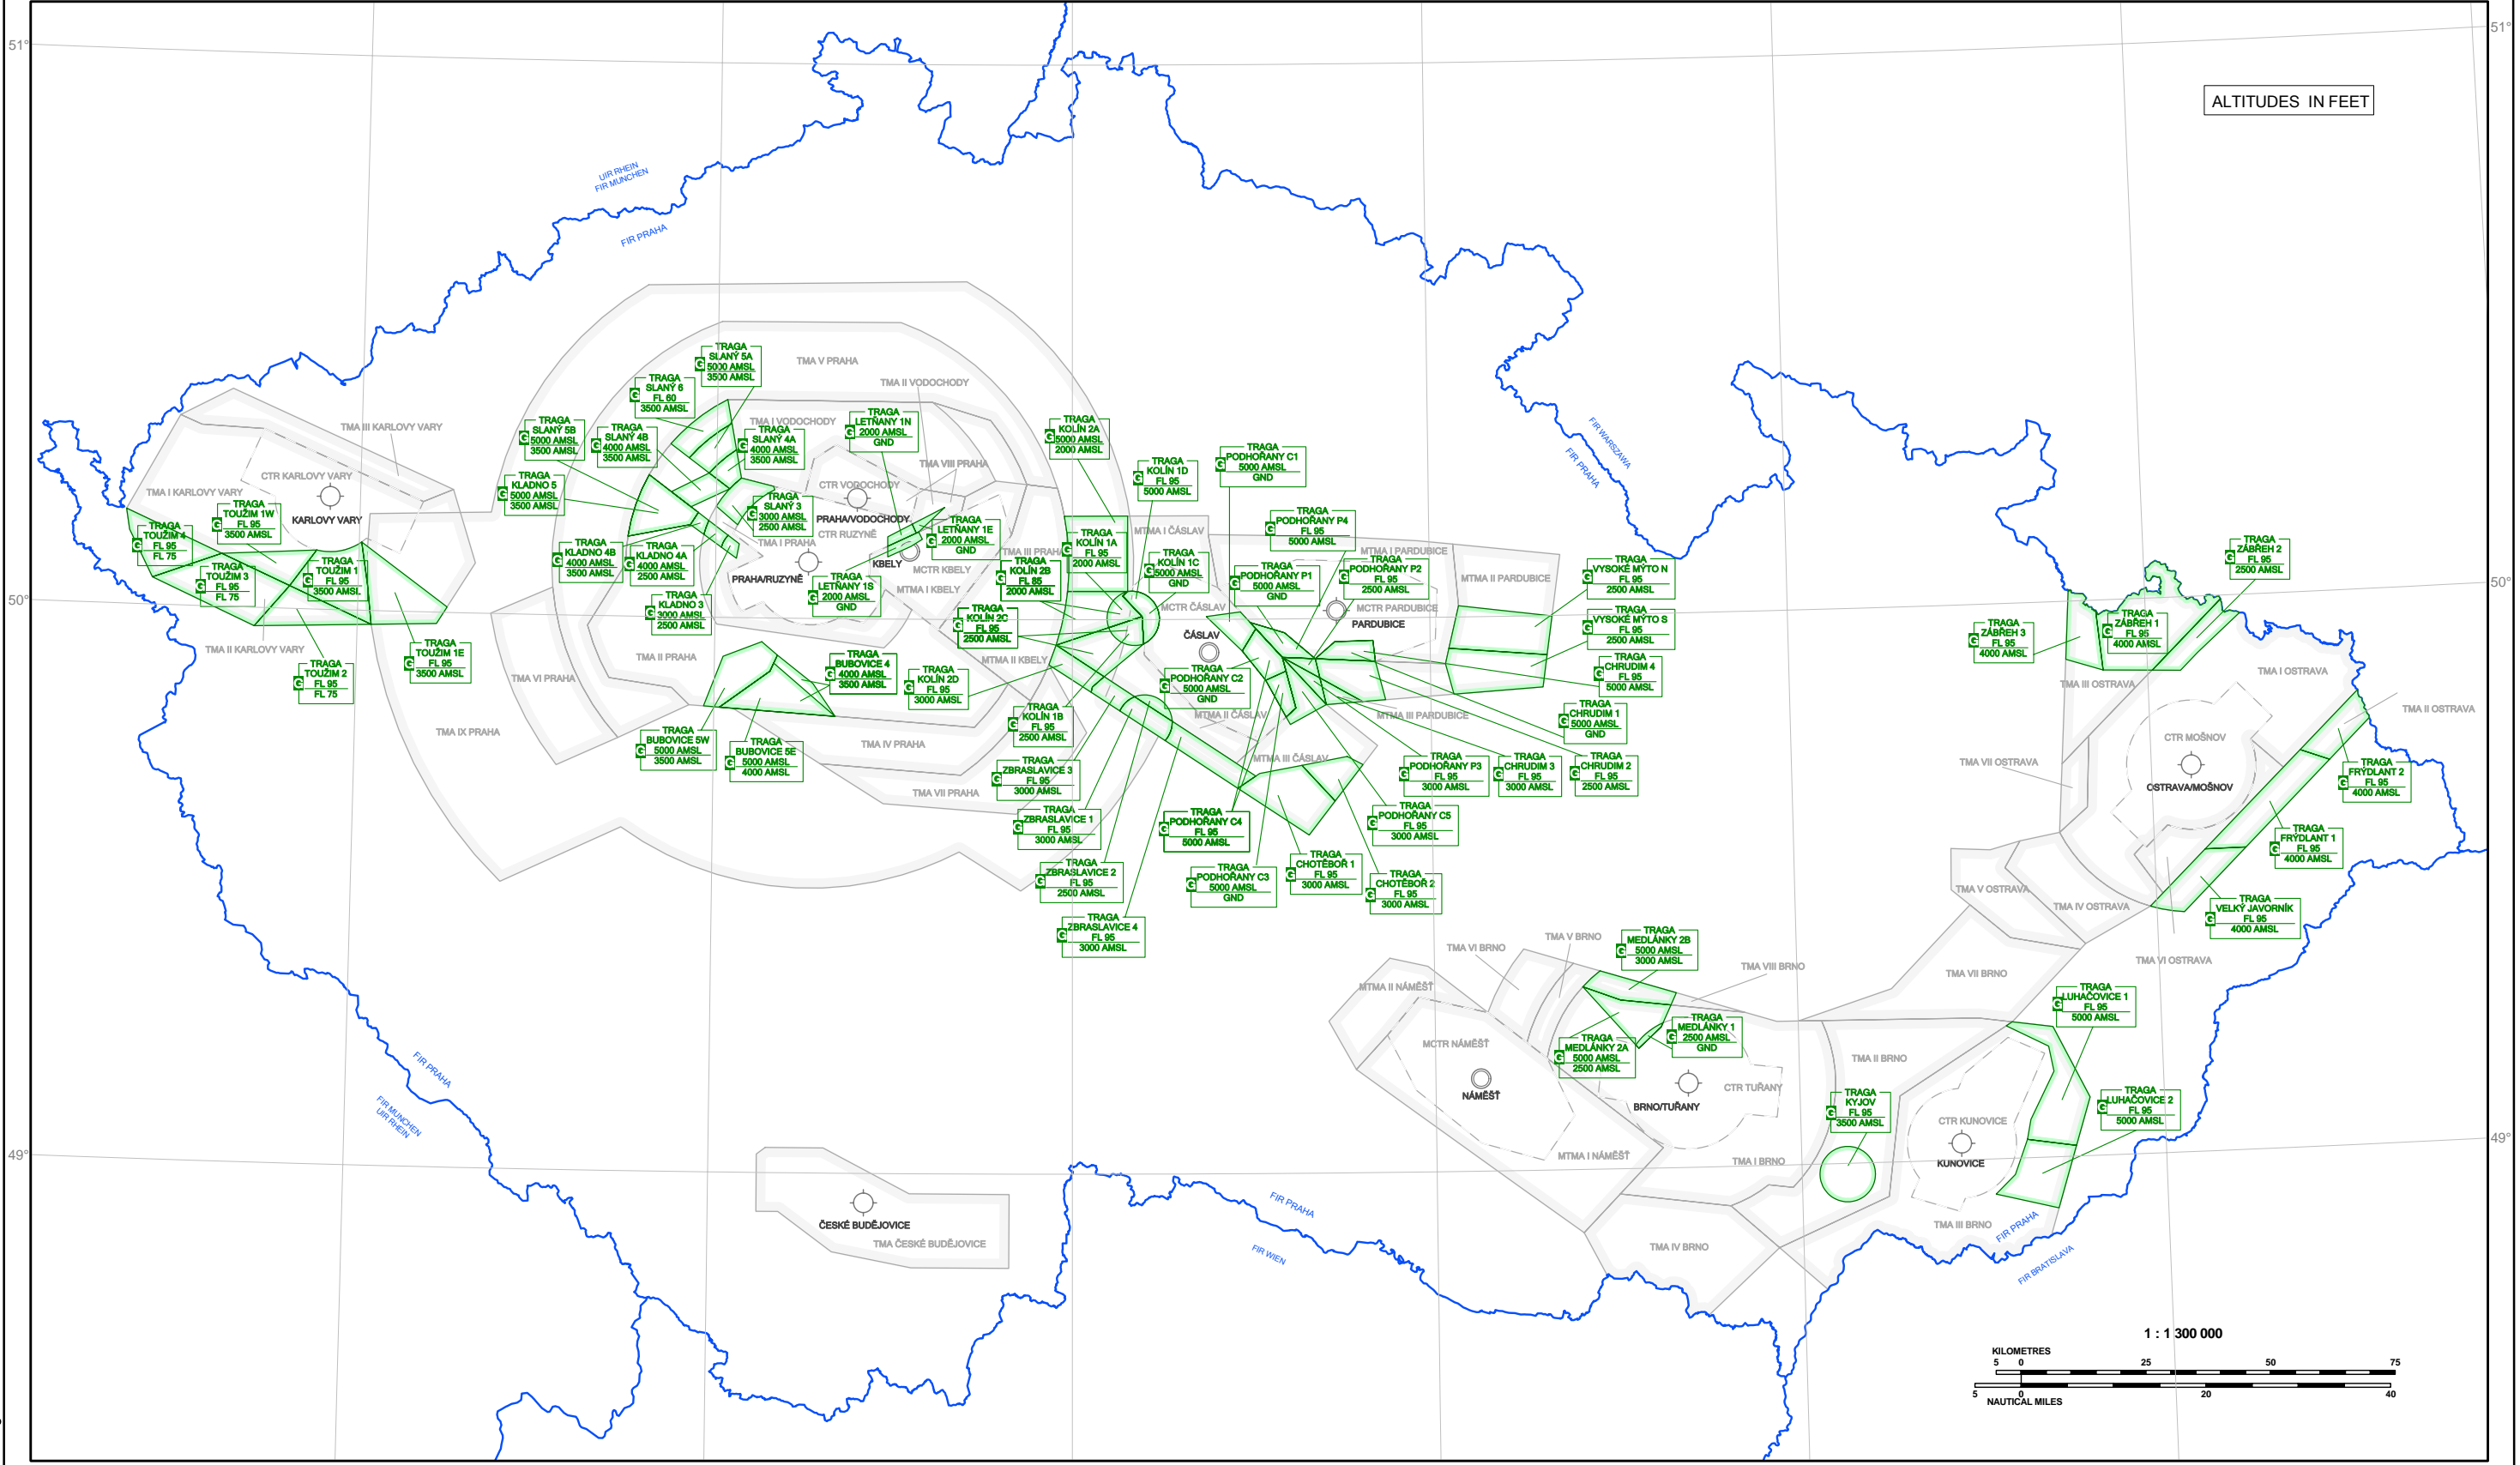 51°
51°
ALTITUDES IN FEET
UIR RHEIN
FIR MUNCHEN
FIR PRAHA
FIR WARSZAWA
FIR PRAHA
TRAGA
SLANÝ 5A
G
5000 AMSL
3500 AMSL
TMA V PRAHA
TMA II VODOCHODY
TRAGA
SLANÝ 6
G
FL 60
3500 AMSL
TMA III KARLOVY VARY
TRAGA
SLANÝ 5B
G
5000 AMSL
3500 AMSL
TRAGA
SLANÝ 4B
G
4000 AMSL
3500 AMSL
TMA I VODOCHODY
TRAGA
SLANÝ 4A
G
4000 AMSL
3500 AMSL
TRAGA
LETŇANY 1N
G
2000 AMSL
GND
TRAGA
KOLÍN 2A
G
5000 AMSL
2000 AMSL
TRAGA
KOLÍN 1D
G
FL 95
5000 AMSL
TRAGA
PODHOŘANY C1
G
5000 AMSL
GND
CTR KARLOVY VARY
TMA I KARLOVY VARY
KARLOVY VARY
TRAGA
KLADNO 5
G
5000 AMSL
3500 AMSL
TMA VIII PRAHA
CTR VODOCHODY
PRAHA/VODOCHODY
TRAGA
SLANÝ 3
G
3000 AMSL
2500 AMSL
TRAGA
TOUŽIM 4
G
FL 95
FL 75
TRAGA
TOUŽIM 1W
G
FL 95
3500 AMSL
TRAGA
LETŇANY 1E
G
2000 AMSL
GND
CTR RUZYNĚ
TMA I PRAHA
PRAHA/RUZYNĚ
KBELY
MCTR KBELY
MTMA I KBELY
TMA III PRAHA
TRAGA
KOLÍN 1A
G
FL 95
2000 AMSL
MTMA I ČÁSLAV
TRAGA
KOLÍN 1C
G
5000 AMSL
GND
TRAGA
PODHOŘANY P4
G
FL 95
5000 AMSL
MTMA I PARDUBICE
TRAGA
PODHOŘANY P2
G
FL 95
2500 AMSL
TRAGA
PODHOŘANY P1
G
5000 AMSL
GND
MTMA II PARDUBICE
TRAGA
VYSOKÉ MÝTO N
G
FL 95
2500 AMSL
TRAGA
ZÁBŘEH 2
G
FL 95
2500 AMSL
TRAGA
TOUŽIM 3
G
FL 95
FL 75
TRAGA
TOUŽIM 1
G
FL 95
3500 AMSL
TRAGA
KLADNO 4B
G
4000 AMSL
3500 AMSL
TRAGA
KLADNO 4A
G
4000 AMSL
2500 AMSL
TRAGA
KLADNO 3
G
3000 AMSL
2500 AMSL
TRAGA
LETŇANY 1S
G
2000 AMSL
GND
TRAGA
KOLÍN 2B
G
FL 85
2000 AMSL
TRAGA
KOLÍN 2C
G
FL 95
2500 AMSL
MCTR ČÁSLAV
ČÁSLAV
MCTR PARDUBICE
PARDUBICE
TRAGA
VYSOKÉ MÝTO S
G
FL 95
2500 AMSL
50°
50°
TRAGA
ZÁBŘEH 3
G
FL 95
4000 AMSL
TRAGA
ZÁBŘEH 1
G
FL 95
4000 AMSL
TMA II KARLOVY VARY
TRAGA
TOUŽIM 2
G
FL 95
FL 75
TRAGA
TOUŽIM 1E
G
FL 95
3500 AMSL
TMA II PRAHA
TMA VI PRAHA
TMA IX PRAHA
TRAGA
BUBOVICE 4
G
4000 AMSL
3500 AMSL
TRAGA
KOLÍN 2D
G
FL 95
3000 AMSL
MTMA II KBELY
TRAGA
PODHOŘANY C2
G
5000 AMSL
GND
TRAGA
CHRUDIM 4
G
FL 95
5000 AMSL
TMA I OSTRAVA
TMA III OSTRAVA
TMA II OSTRAVA
TRAGA
BUBOVICE 5W
G
5000 AMSL
3500 AMSL
TRAGA
BUBOVICE 5E
G
5000 AMSL
4000 AMSL
TMA IV PRAHA
TMA VII PRAHA
TRAGA
KOLÍN 1B
G
FL 95
2500 AMSL
MTMA II ČÁSLAV
MTMA III PARDUBICE
TRAGA
CHRUDIM 1
G
5000 AMSL
GND
MTMA III ČÁSLAV
TRAGA
ZBRASLAVICE 3
G
FL 95
3000 AMSL
TRAGA
PODHOŘANY P3
G
FL 95
3000 AMSL
TRAGA
CHRUDIM 3
G
FL 95
3000 AMSL
TRAGA
CHRUDIM 2
G
FL 95
2500 AMSL
CTR MOŠNOV
OSTRAVA/MOŠNOV
TMA VII OSTRAVA
TRAGA
FRÝDLANT 2
G
FL 95
4000 AMSL
TRAGA
ZBRASLAVICE 1
G
FL 95
3000 AMSL
TRAGA
PODHOŘANY C4
G
FL 95
5000 AMSL
TRAGA
PODHOŘANY C5
G
FL 95
3000 AMSL
TRAGA
FRÝDLANT 1
G
FL 95
4000 AMSL
TRAGA
ZBRASLAVICE 2
G
FL 95
2500 AMSL
TRAGA
PODHOŘANY C3
G
5000 AMSL
GND
TRAGA
CHOTĚBOŘ 1
G
FL 95
3000 AMSL
TRAGA
CHOTĚBOŘ 2
G
FL 95
3000 AMSL
TMA V OSTRAVA
TMA IV OSTRAVA
TRAGA
VELKÝ JAVORNÍK
G
FL 95
4000 AMSL
TRAGA
ZBRASLAVICE 4
G
FL 95
3000 AMSL
TMA VI BRNO
TMA V BRNO
TRAGA
MEDLÁNKY 2B
G
5000 AMSL
3000 AMSL
TMA VIII BRNO
TMA VII BRNO
TMA VI OSTRAVA
MTMA II NÁMĚŠŤ
MCTR NÁMĚŠŤ
NÁMĚŠŤ
TRAGA
MEDLÁNKY 2A
G
5000 AMSL
2500 AMSL
TRAGA
MEDLÁNKY 1
G
2500 AMSL
GND
TRAGA
LUHAČOVICE 1
G
FL 95
5000 AMSL
TMA II BRNO
CTR TUŘANY
BRNO/TUŘANY
TRAGA
KYJOV
G
FL 95
3500 AMSL
TRAGA
LUHAČOVICE 2
G
FL 95
5000 AMSL
CTR KUNOVICE
KUNOVICE
FIR PRAHA
FIR MUNCHEN
UIR RHEIN
49°
49°
MTMA I NÁMĚŠŤ
TMA I BRNO
ČESKÉ BUDĚJOVICE
TMA ČESKÉ BUDĚJOVICE
FIR PRAHA
FIR WIEN
TMA IV BRNO
TMA III BRNO
FIR PRAHA
FIR BRATISLAVA
1 : 1 300 000
KILOMETRES
5 0 25 50 75
5 0 20 40
NAUTICAL MILES